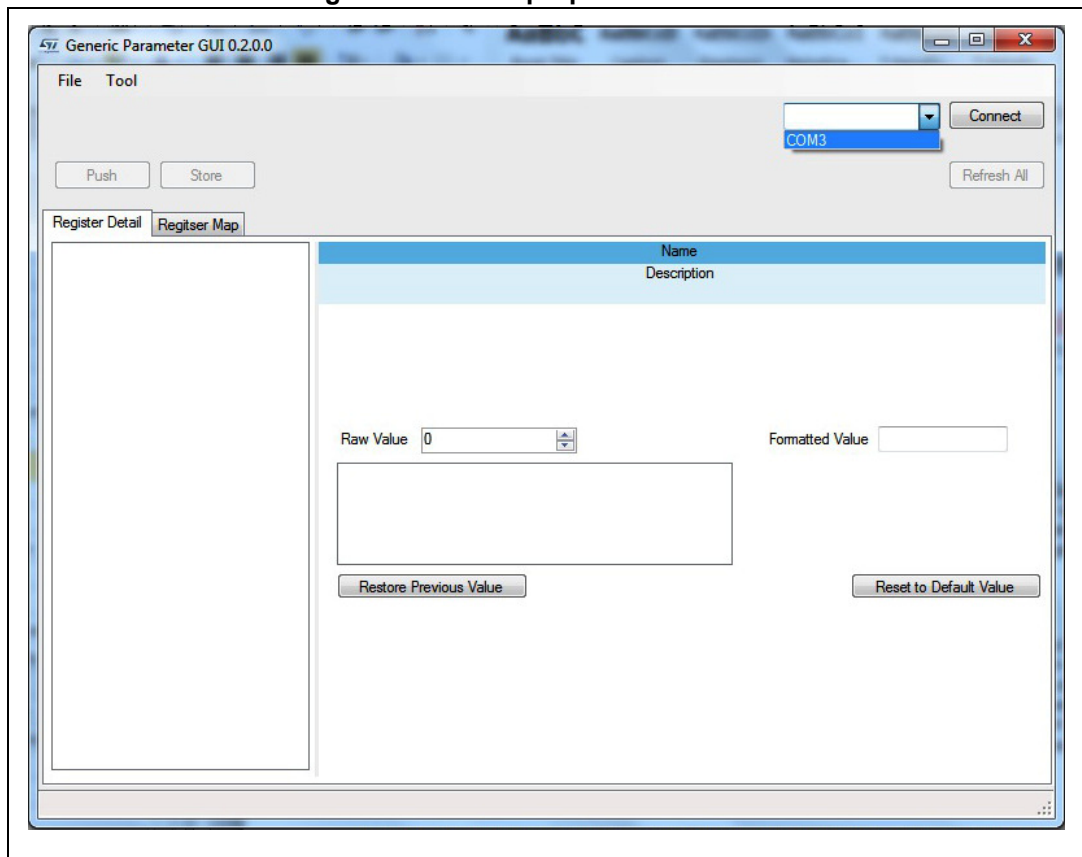 Generic Parameter GUI 0.2.0.0
File Tool
Connect
COM3
Push Store Refresh All
Register Detail Regitser Map
Name
Description
Raw Value 0 Formatted Value
Restore Previous Value Reset to Default Value